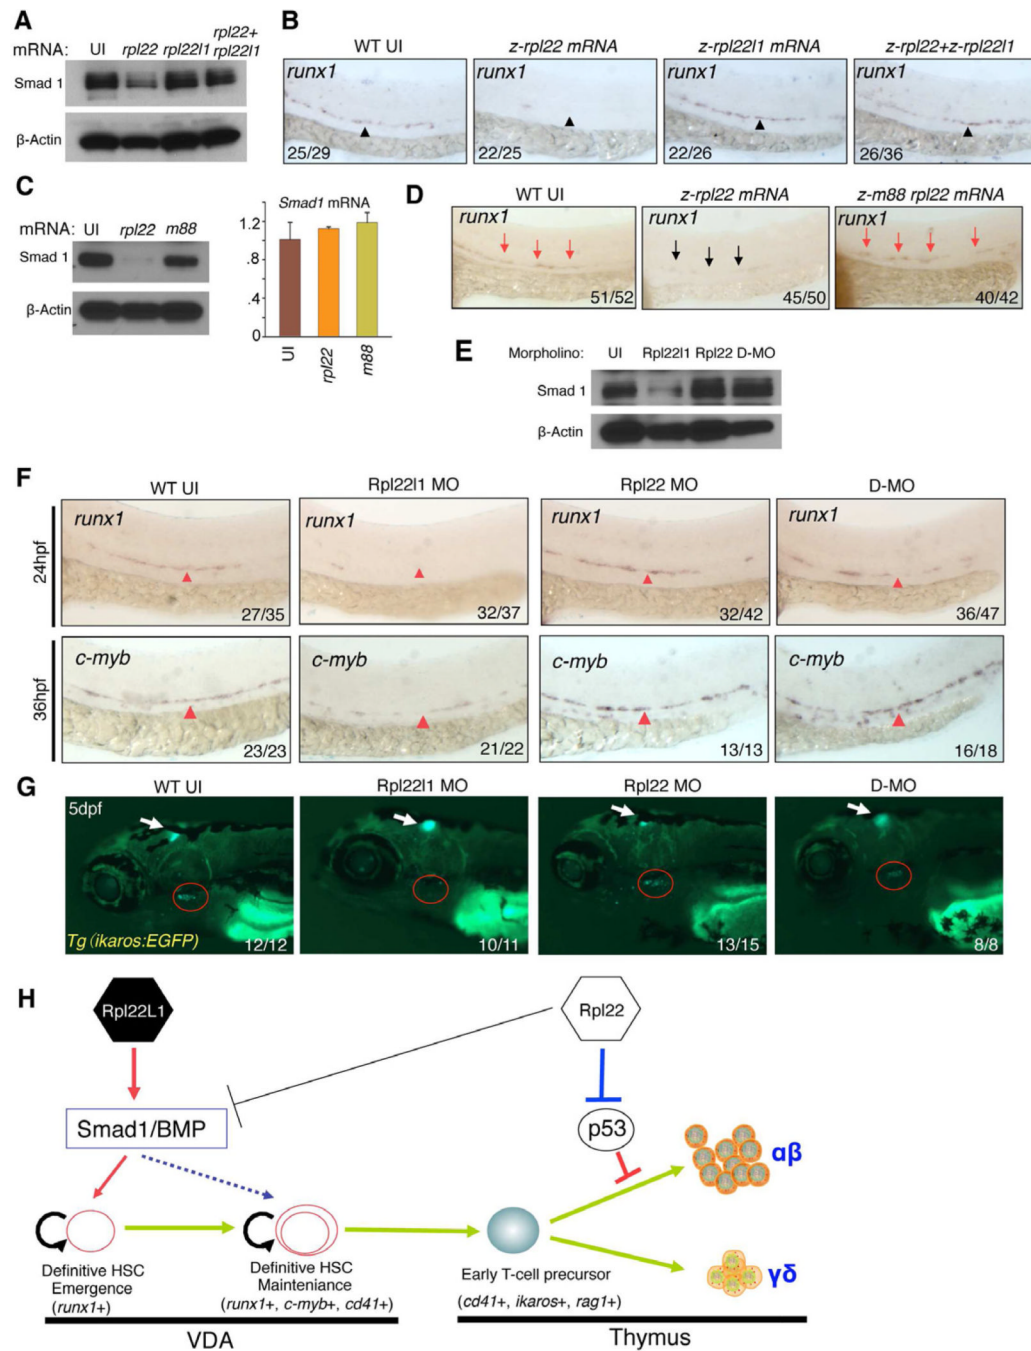 A
mRNA: UI rpl22 rpl22l1 rpl22+ rpl22l1
Smad 1
β-Actin
B
WT UI
z-rpl22 mRNA
z-rpl22l1 mRNA
z-rpl22+z-rpl22l1
runx1
runx1
runx1
runx1
25/29
22/25
22/26
26/36
C
mRNA: UI rpl22 m88
Smad 1
β-Actin
Smad1 mRNA
1.2
.8
.4
0
UI
rpl22
m88
D
WT UI
z-rpl22 mRNA
z-m88 rpl22 mRNA
runx1
runx1
runx1
51/52
45/50
40/42
E
Morpholino: UI Rpl22l1 Rpl22 D-MO
Smad 1
β-Actin
F
WT UI
Rpl22l1 MO
Rpl22 MO
D-MO
24hpf
runx1
runx1
runx1
runx1
27/35
32/37
32/42
36/47
36hpf
c-myb
c-myb
c-myb
c-myb
23/23
21/22
13/13
16/18
G
WT UI
Rpl22l1 MO
Rpl22 MO
D-MO
5dpf
Tg (ikaros:EGFP)
12/12
10/11
13/15
8/8
H
Rpl22L1
Rpl22
Smad1/BMP
p53
αβ
γδ
Definitive HSC
Emergence
(runx1+)
Definitive HSC
Mainteniance
(runx1+, c-myb+, cd41+)
Early T-cell precursor
(cd41+, ikaros+, rag1+)
VDA
Thymus